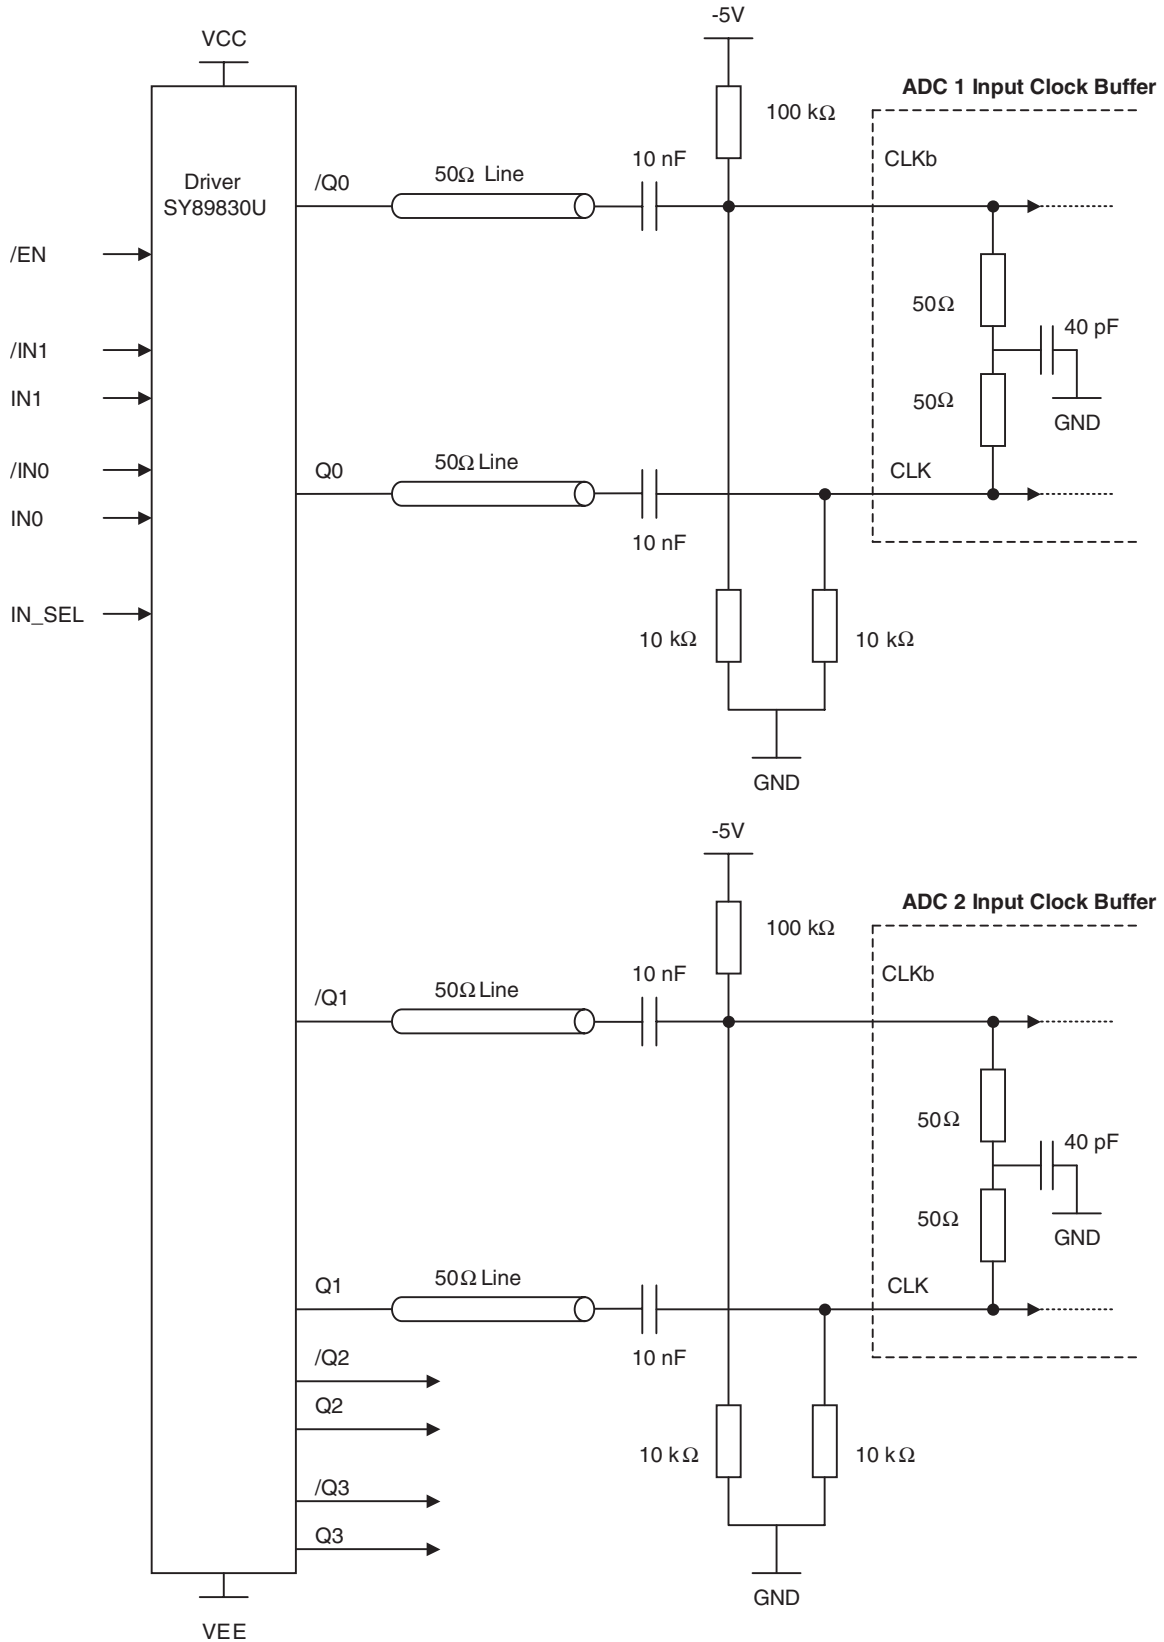 -5V
VCC
ADC 1 Input Clock Buffer
100 kΩ
CLKb
10 nF
50Ω Line
/Q0
Driver
SY89830U
/EN
50Ω
40 pF
/IN1
IN1
50Ω
GND
50Ω Line
Q0
CLK
/IN0
IN0
10 nF
IN_SEL
10 kΩ
10 kΩ
GND
-5V
ADC 2 Input Clock Buffer
100 kΩ
10 nF
CLKb
50Ω Line
/Q1
50Ω
40 pF
50Ω
GND
50Ω Line
Q1
CLK
10 nF
/Q2
Q2
10 kΩ
10 kΩ
/Q3
Q3
GND
VEE